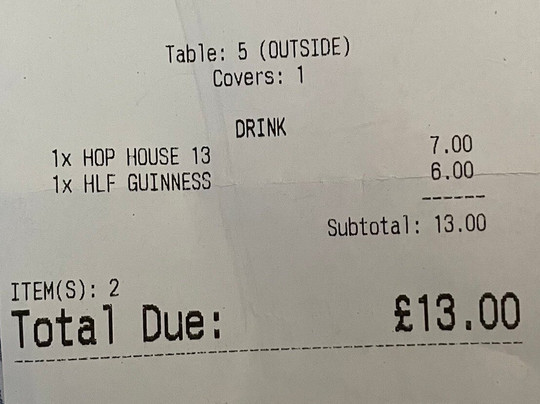 Table: 5 (OUTSIDE)
Covers: 1
DRINK
1x HOP HOUSE 13 7.00
1x HLF GUINNESS 6.00
------
Subtotal: 13.00
ITEM(S): 2
Total Due: £13.00